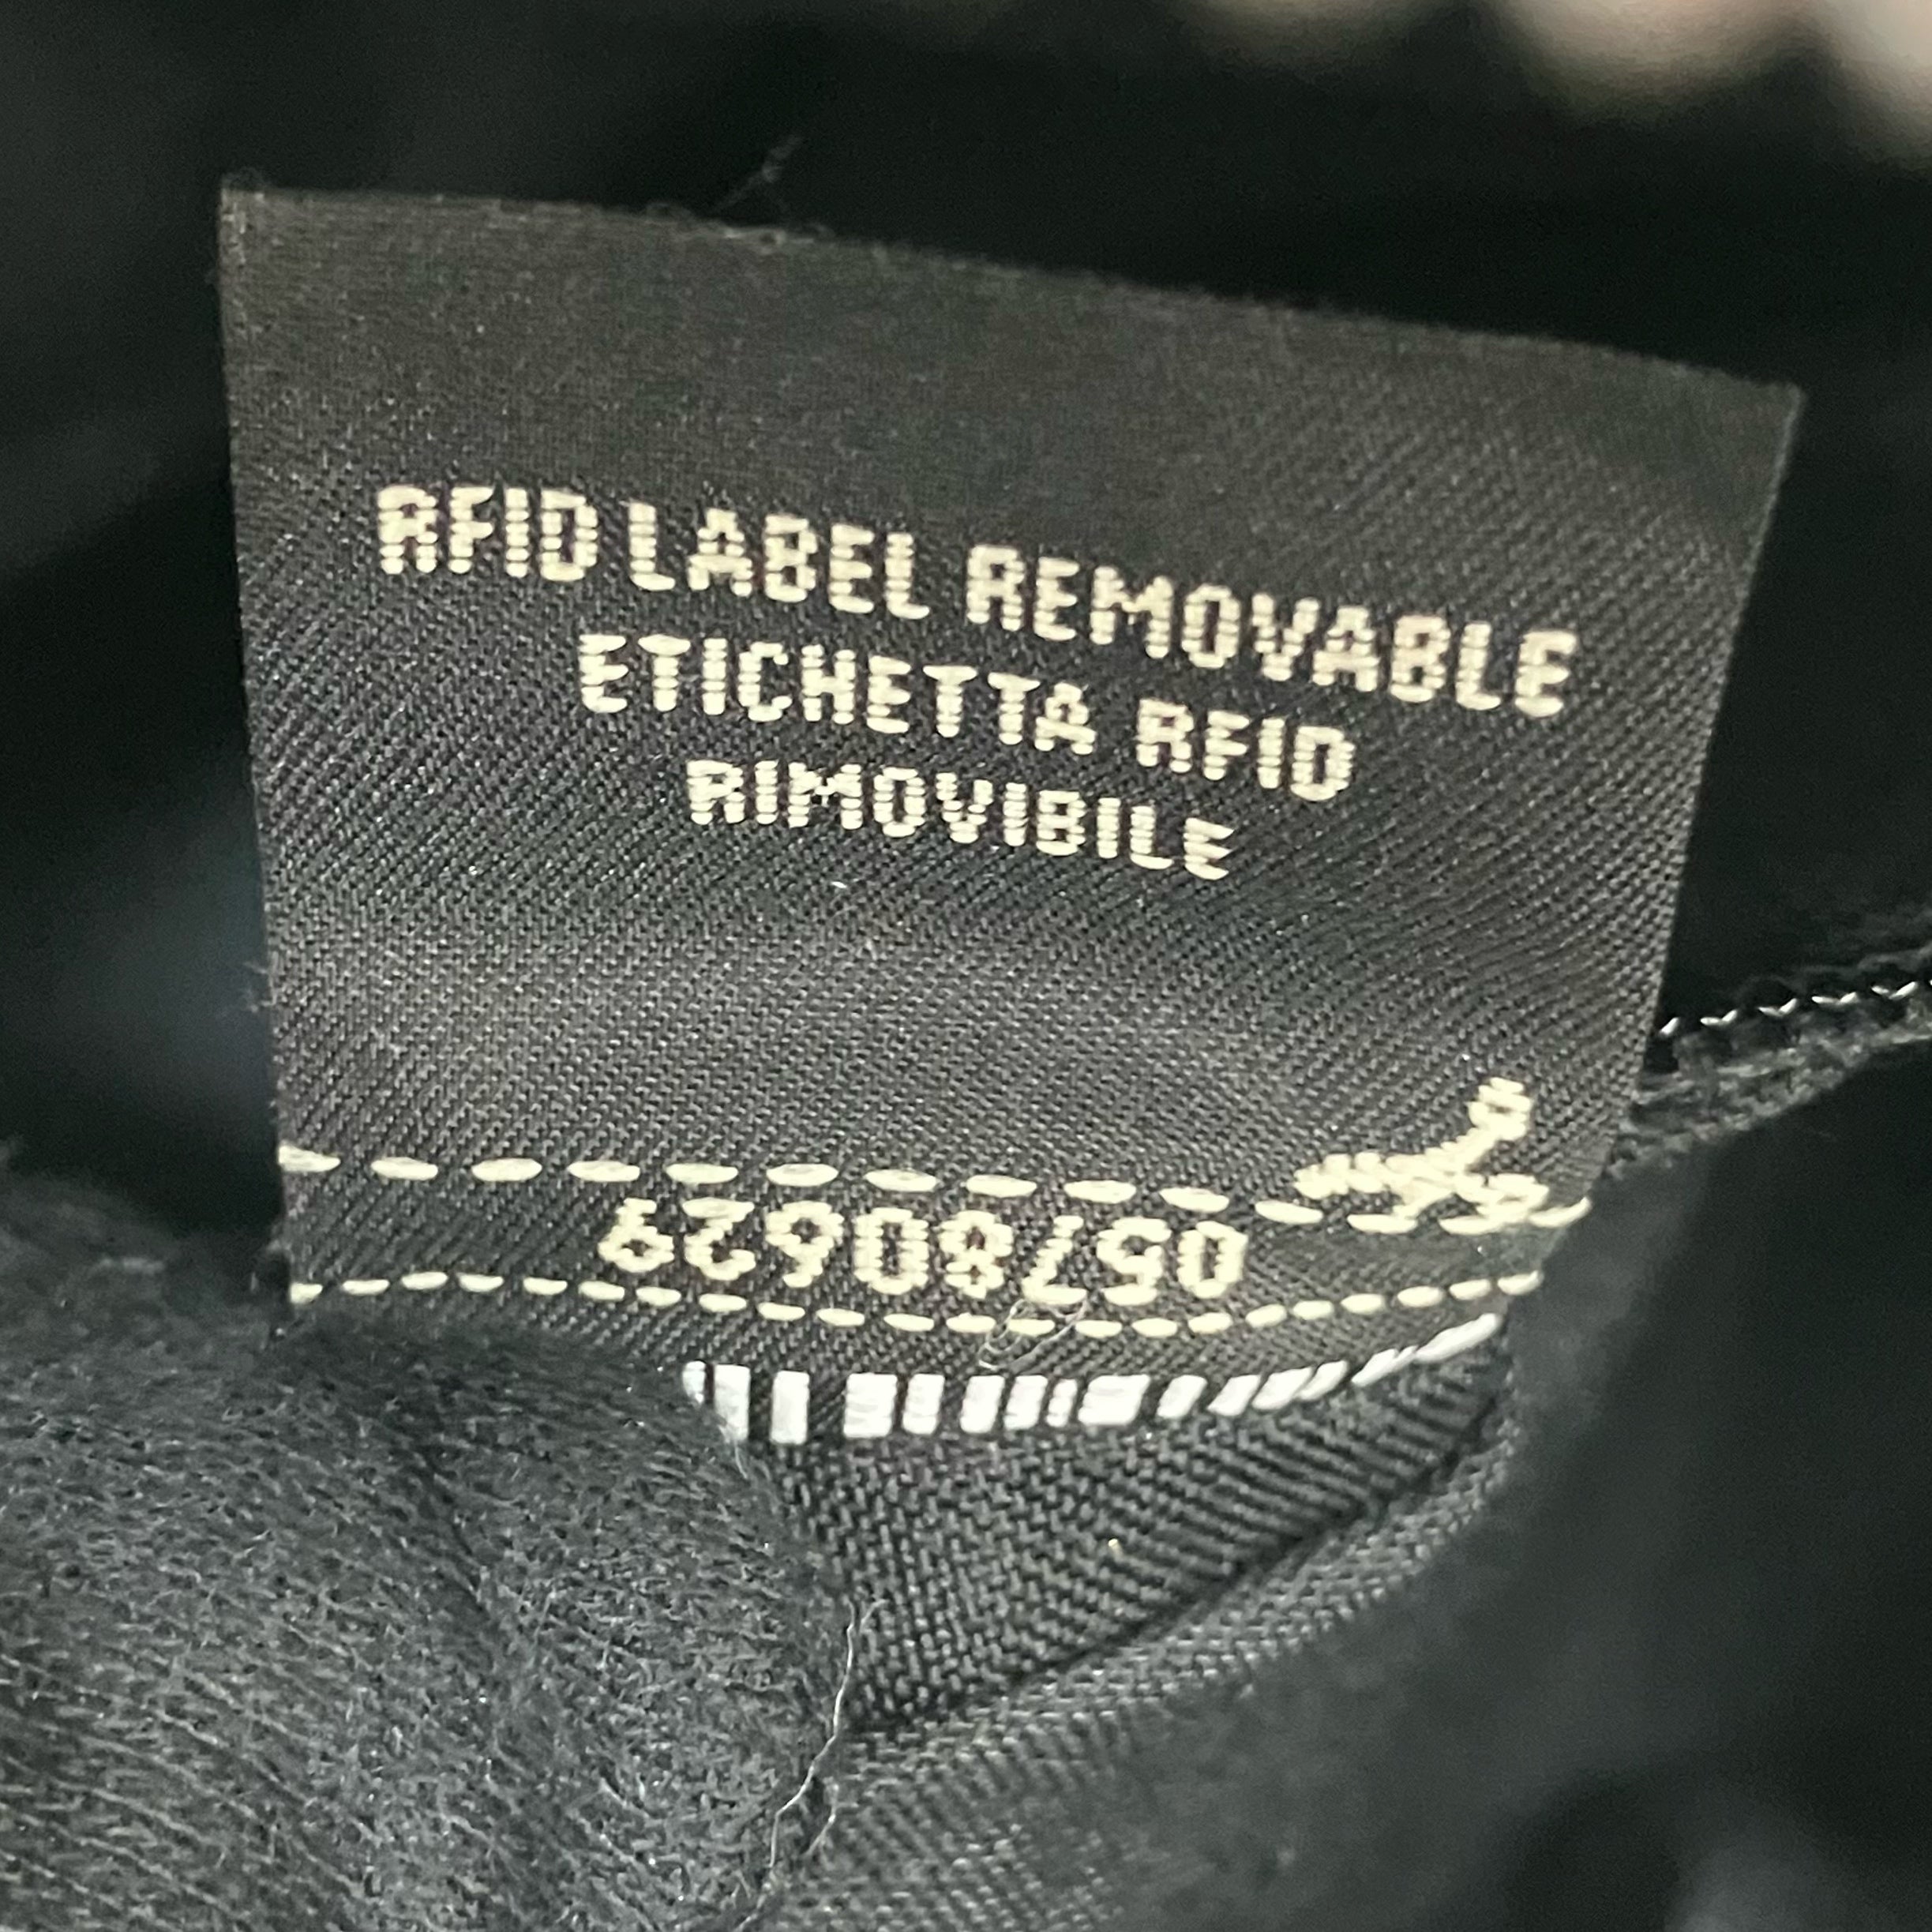 RFID LABEL REMOVABLE
ETICHETTA RFID
RIMOVIBILE
05780629